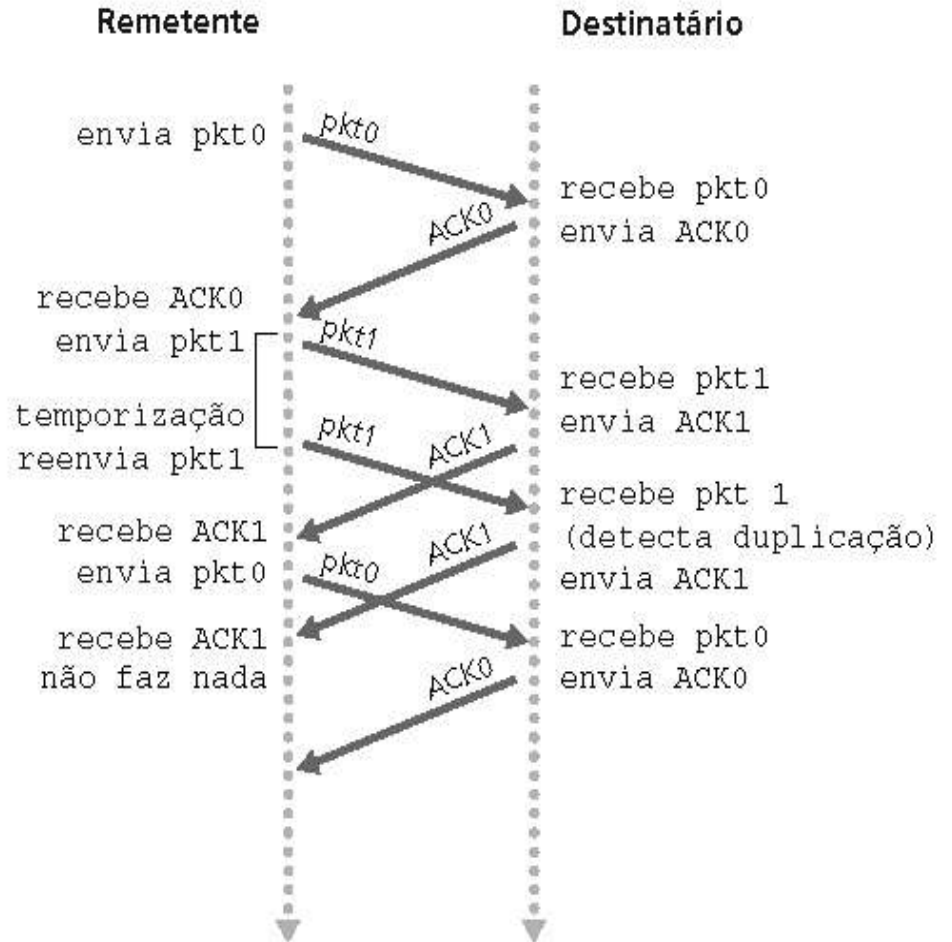 Remetente
Destinatário
envia pkt0
pkt0
recebe pkt0
envia ACK0
ACK0
recebe ACK0
envia pkt1
pkt1
recebe pkt1
envia ACK1
temporização
reenvia pkt1
pkt1
ACK1
recebe pkt 1
(detecta duplicação)
envia ACK1
recebe ACK1
envia pkt0
pkt0
ACK1
recebe pkt0
envia ACK0
recebe ACK1
não faz nada
ACK0